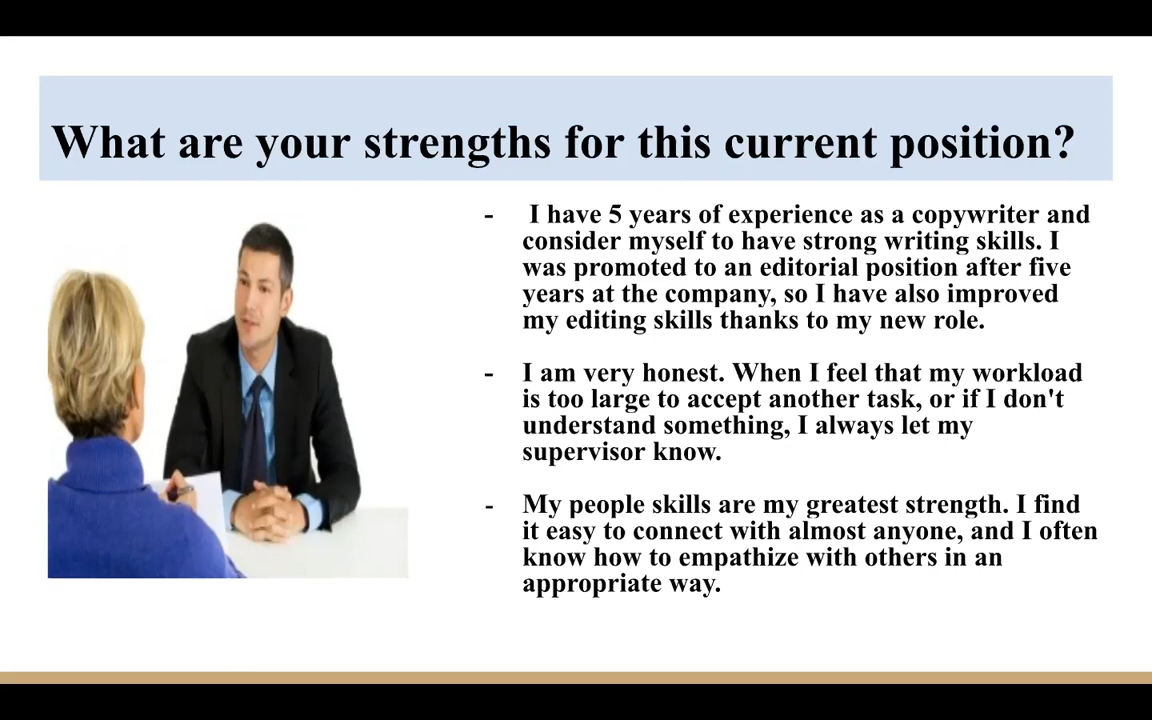 What are your strengths for this current position?
- I have 5 years of experience as a copywriter and
consider myself to have strong writing skills. I
was promoted to an editorial position after five
years at the company, so I have also improved
my editing skills thanks to my new role.
- I am very honest. When I feel that my workload
is too large to accept another task, or if I don't
understand something, I always let my
supervisor know.
- My people skills are my greatest strength. I find
it easy to connect with almost anyone, and I often
know how to empathize with others in an
appropriate way.